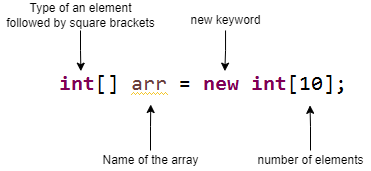 Type of an element
followed by square brackets
new keyword
int[] arr = new int[10];
Name of the array
number of elements